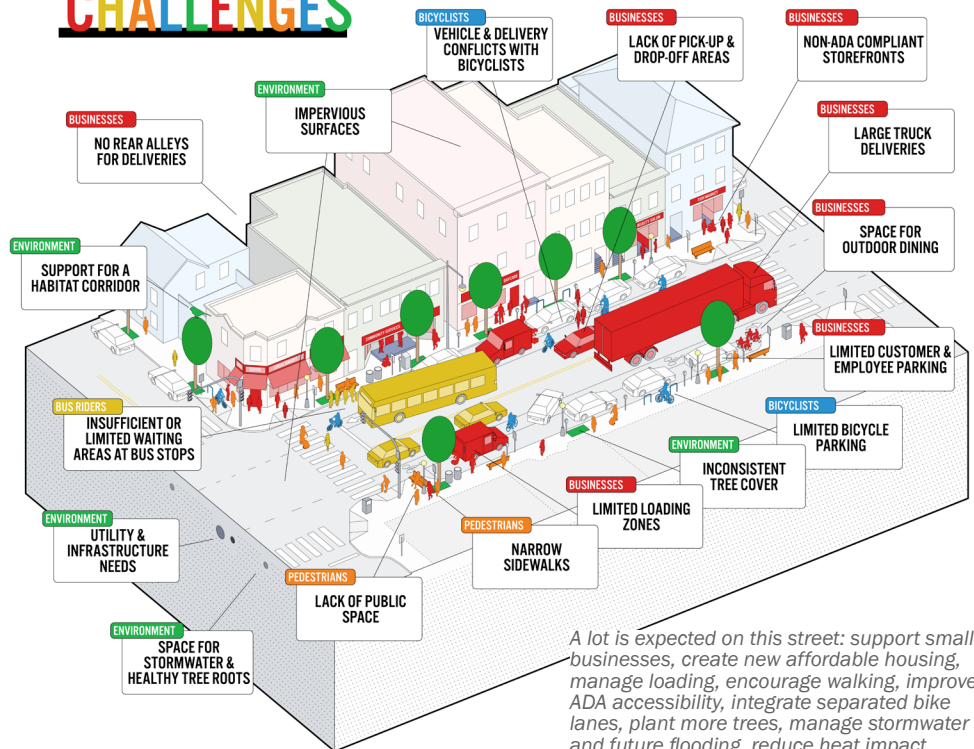 CHALLENGES
BICYCLISTS
VEHICLE & DELIVERY
CONFLICTS WITH
BICYCLISTS
BUSINESSES
LACK OF PICK-UP &
DROP-OFF AREAS
BUSINESSES
NON-ADA COMPLIANT
STOREFRONTS
ENVIRONMENT
IMPERVIOUS
SURFACES
BUSINESSES
NO REAR ALLEYS
FOR DELIVERIES
BUSINESSES
LARGE TRUCK
DELIVERIES
BUSINESSES
SPACE FOR
OUTDOOR DINING
ENVIRONMENT
SUPPORT FOR A
HABITAT CORRIDOR
COMMUNITY SERVICES
BUSINESSES
LIMITED CUSTOMER &
EMPLOYEE PARKING
BUS RIDERS
INSUFFICIENT OR
LIMITED WAITING
AREAS AT BUS STOPS
BICYCLISTS
LIMITED BICYCLE
PARKING
ENVIRONMENT
INCONSISTENT
TREE COVER
BUSINESSES
LIMITED LOADING
ZONES
PEDESTRIANS
NARROW
SIDEWALKS
ENVIRONMENT
UTILITY &
INFRASTRUCTURE
NEEDS
PEDESTRIANS
LACK OF PUBLIC
SPACE
ENVIRONMENT
SPACE FOR
STORMWATER &
HEALTHY TREE ROOTS
A lot is expected on this street: support small
businesses, create new affordable housing,
manage loading, encourage walking, improve
ADA accessibility, integrate separated bike
lanes, plant more trees, manage stormwater
and future flooding, reduce heat impact